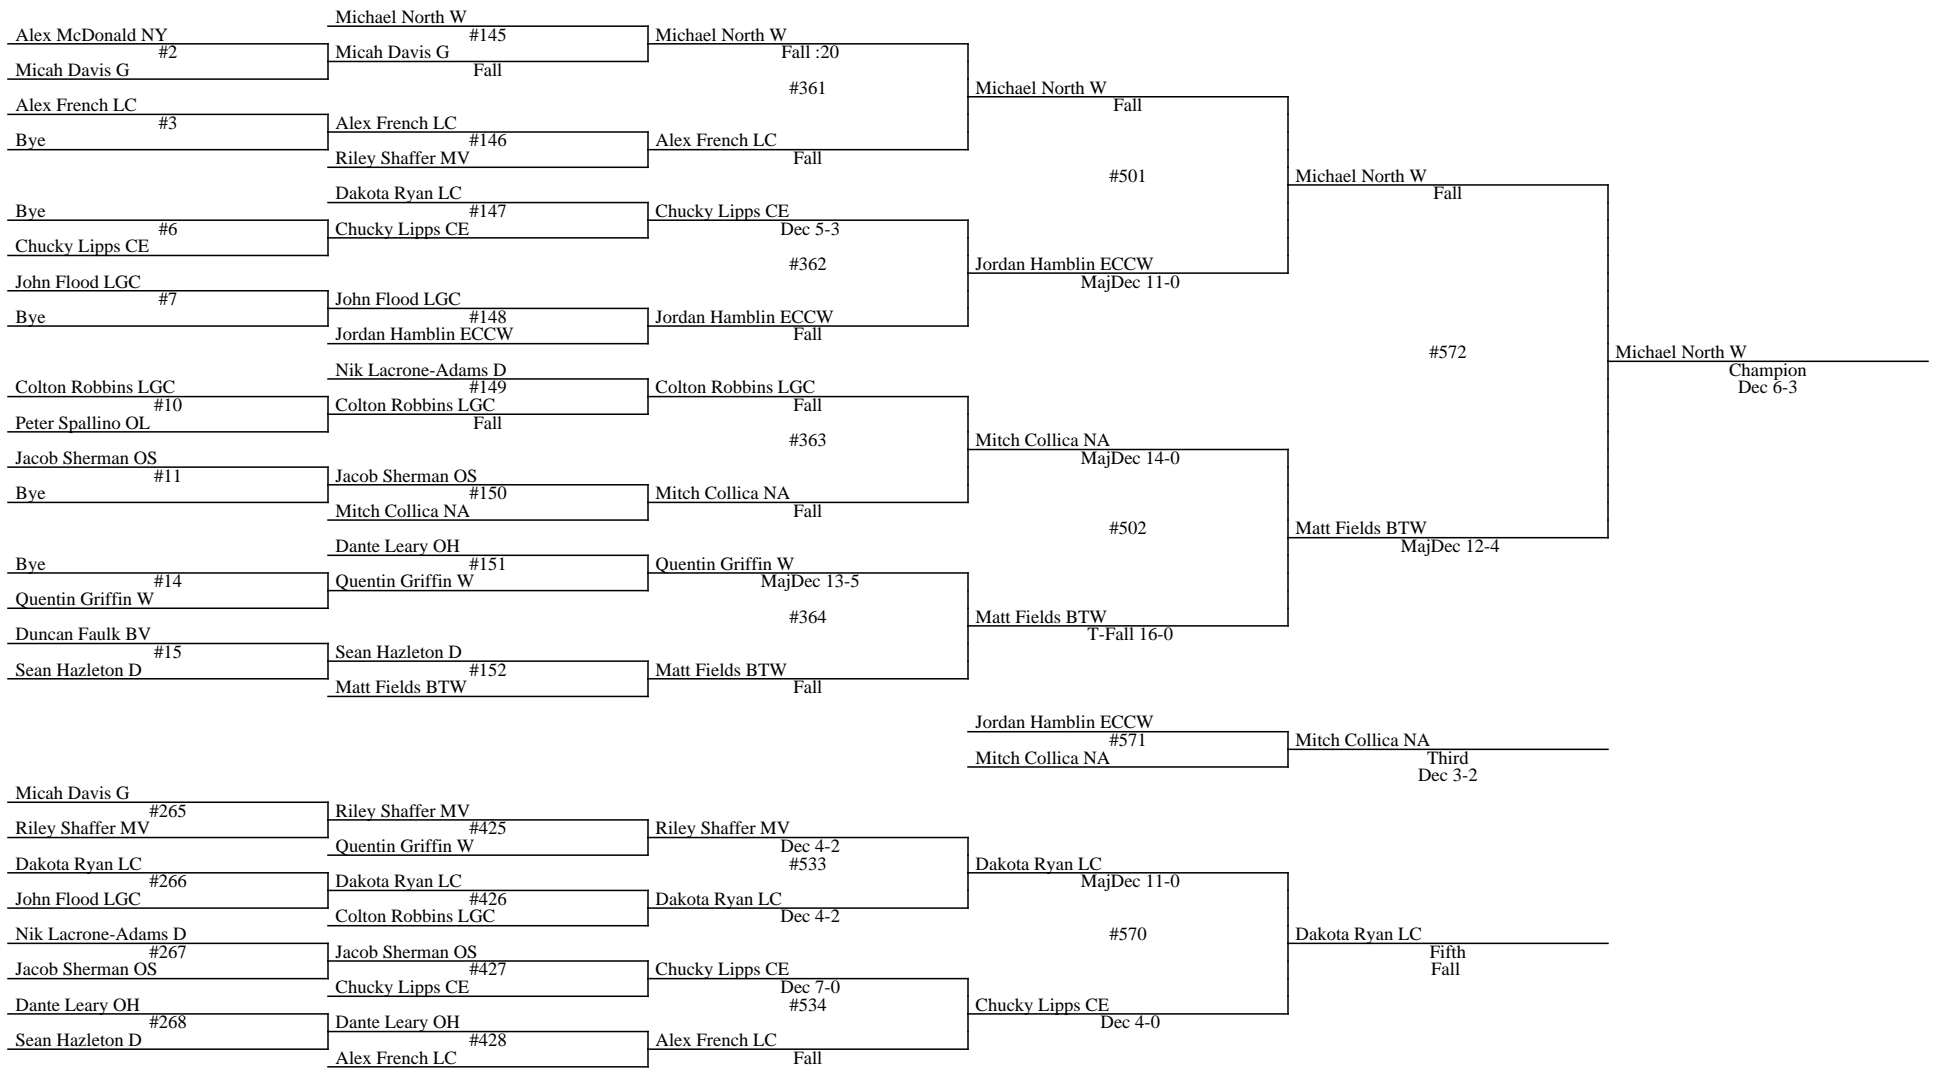 Michael North W
Alex McDonald NY
#145
Michael North W
#2
Micah Davis G
Fall :20
Micah Davis G
Fall
#361
Michael North W
Alex French LC
Fall
#3
Alex French LC
Bye
#146
Alex French LC
Riley Shaffer MV
Fall
#501
Michael North W
Dakota Ryan LC
Fall
Bye
#147
Chucky Lipps CE
#6
Chucky Lipps CE
Dec 5-3
Chucky Lipps CE
#362
Jordan Hamblin ECCW
John Flood LGC
MajDec 11-0
#7
John Flood LGC
Bye
#148
Jordan Hamblin ECCW
Jordan Hamblin ECCW
Fall
#572
Michael North W
Nik Lacrone-Adams D
Champion
Colton Robbins LGC
#149
Colton Robbins LGC
Dec 6-3
#10
Colton Robbins LGC
Fall
Peter Spallino OL
Fall
#363
Mitch Collica NA
Jacob Sherman OS
MajDec 14-0
#11
Jacob Sherman OS
Bye
#150
Mitch Collica NA
Mitch Collica NA
Fall
#502
Matt Fields BTW
Dante Leary OH
MajDec 12-4
Bye
#151
Quentin Griffin W
#14
Quentin Griffin W
MajDec 13-5
Quentin Griffin W
#364
Matt Fields BTW
Duncan Faulk BV
T-Fall 16-0
#15
Sean Hazleton D
Sean Hazleton D
#152
Matt Fields BTW
Matt Fields BTW
Fall
Jordan Hamblin ECCW
#571
Mitch Collica NA
Mitch Collica NA
Third
Dec 3-2
Micah Davis G
#265
Riley Shaffer MV
Riley Shaffer MV
#425
Riley Shaffer MV
Quentin Griffin W
Dec 4-2
Dakota Ryan LC
#533
Dakota Ryan LC
#266
Dakota Ryan LC
MajDec 11-0
John Flood LGC
#426
Dakota Ryan LC
Colton Robbins LGC
Dec 4-2
Nik Lacrone-Adams D
#570
Dakota Ryan LC
#267
Jacob Sherman OS
Fifth
Jacob Sherman OS
#427
Chucky Lipps CE
Fall
Chucky Lipps CE
Dec 7-0
Dante Leary OH
#534
Chucky Lipps CE
#268
Dante Leary OH
Dec 4-0
Sean Hazleton D
#428
Alex French LC
Alex French LC
Fall